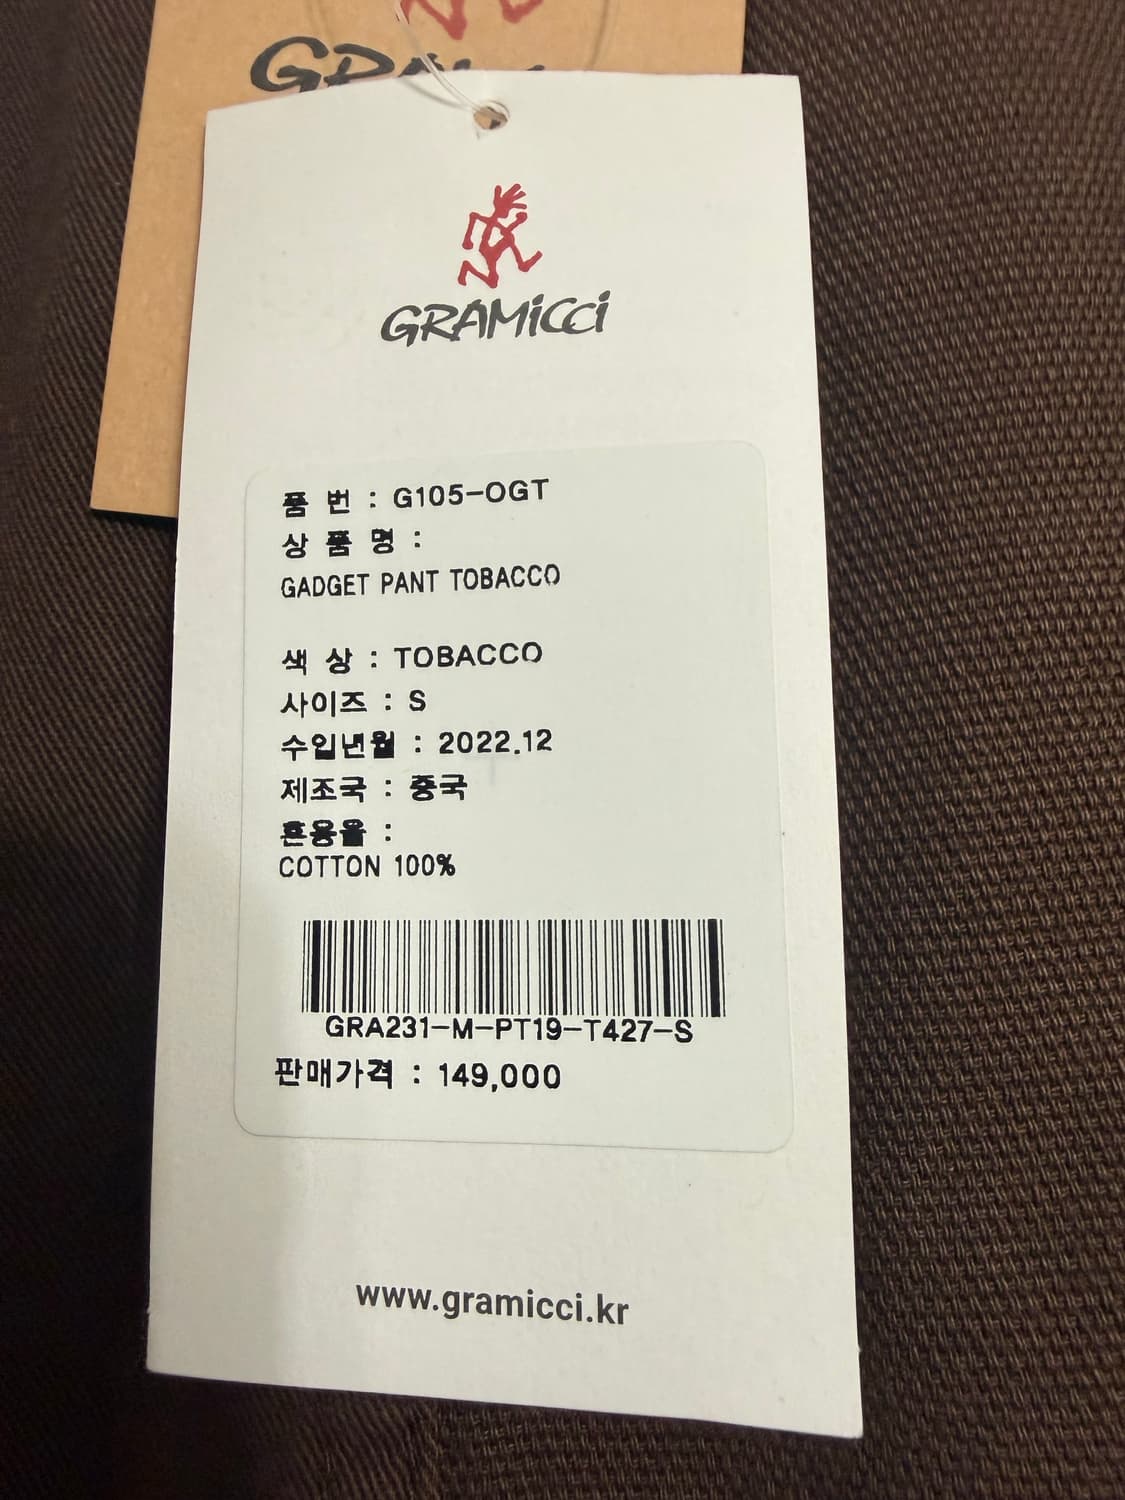 GRAMiCCi
품 번 : G105-OGT
상 품 명 :
GADGET PANT TOBACCO
색 상 : TOBACCO
사이즈 : S
수입년월 : 2022.12
제조국 : 중국
혼용율 :
COTTON 100%
GRA231-M-PT19-T427-S
판매가격 : 149,000
www.gramicci.kr